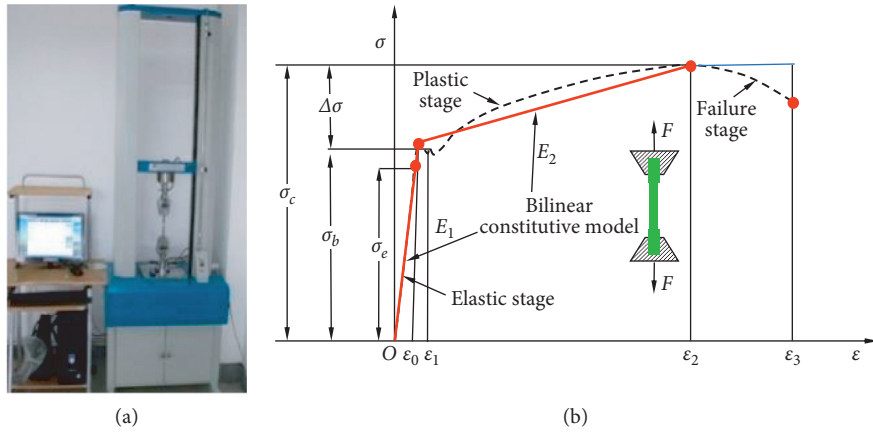 σ
Plastic
stage
Δσ
Failure
stage
F
E₂
σc
σb
σe
E₁
Bilinear
constitutive model
F
Elastic stage
O ε₀ ε₁ ε₂ ε₃ ε
(a) (b)